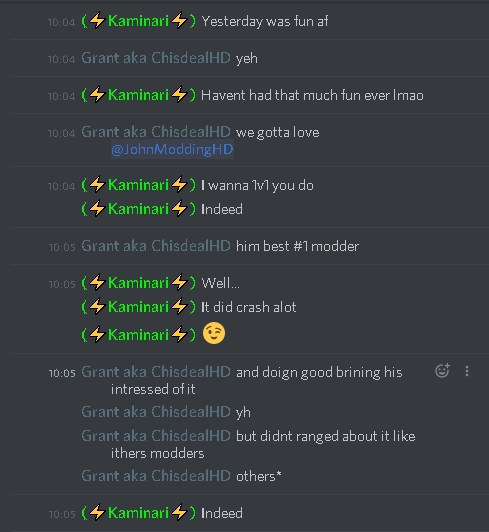 10:04 (⚡Kaminari⚡) Yesterday was fun af
10:04 Grant aka ChisdealHD yeh
10:04 (⚡Kaminari⚡) Havent had that much fun ever lmao
10:04 Grant aka ChisdealHD we gotta love
@JohnModdingHD
10:04 (⚡Kaminari⚡) I wanna 1v1 you do
(⚡Kaminari⚡) Indeed
10:05 Grant aka ChisdealHD him best #1 modder
10:05 (⚡Kaminari⚡) Well...
(⚡Kaminari⚡) It did crash alot
(⚡Kaminari⚡) 😉
10:05 Grant aka ChisdealHD and doign good brining his
intressed of it
Grant aka ChisdealHD yh
Grant aka ChisdealHD but didnt ranged about it like
ithers modders
Grant aka ChisdealHD others*
10:05 (⚡Kaminari⚡) Indeed